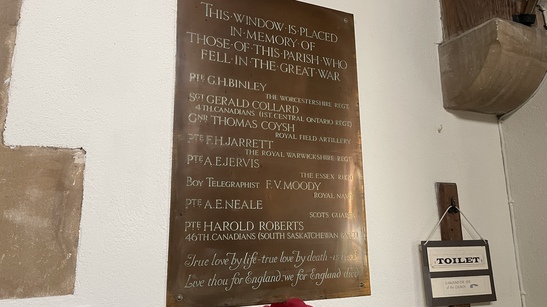 THIS·WINDOW·IS·PLACED
IN·MEMORY·OF
THOSE·OF·THIS·PARISH·WHO
FELL·IN·THE·GREAT·WAR
PTE G.H.BINLEY
THE WORCESTERSHIRE REGT.
SGT GERALD COLLARD
4TH.CANADIANS (1ST. CENTRAL ONTARIO REGT)
GNR THOMAS COYSH
ROYAL FIELD ARTILLERY
PTE F.H.JARRETT
THE ROYAL WARWICKSHIRE REGT
PTE A.E.JERVIS
THE ESSEX REGT
BOY TELEGRAPHIST F.V.MOODY
ROYAL NAVY
PTE A.E.NEALE
SCOTS GUARDS
PTE HAROLD ROBERTS
46TH.CANADIANS (SOUTH SASKATCHEWAN
True love by life-true love by death
Live thou for England; we for England died
TOILET